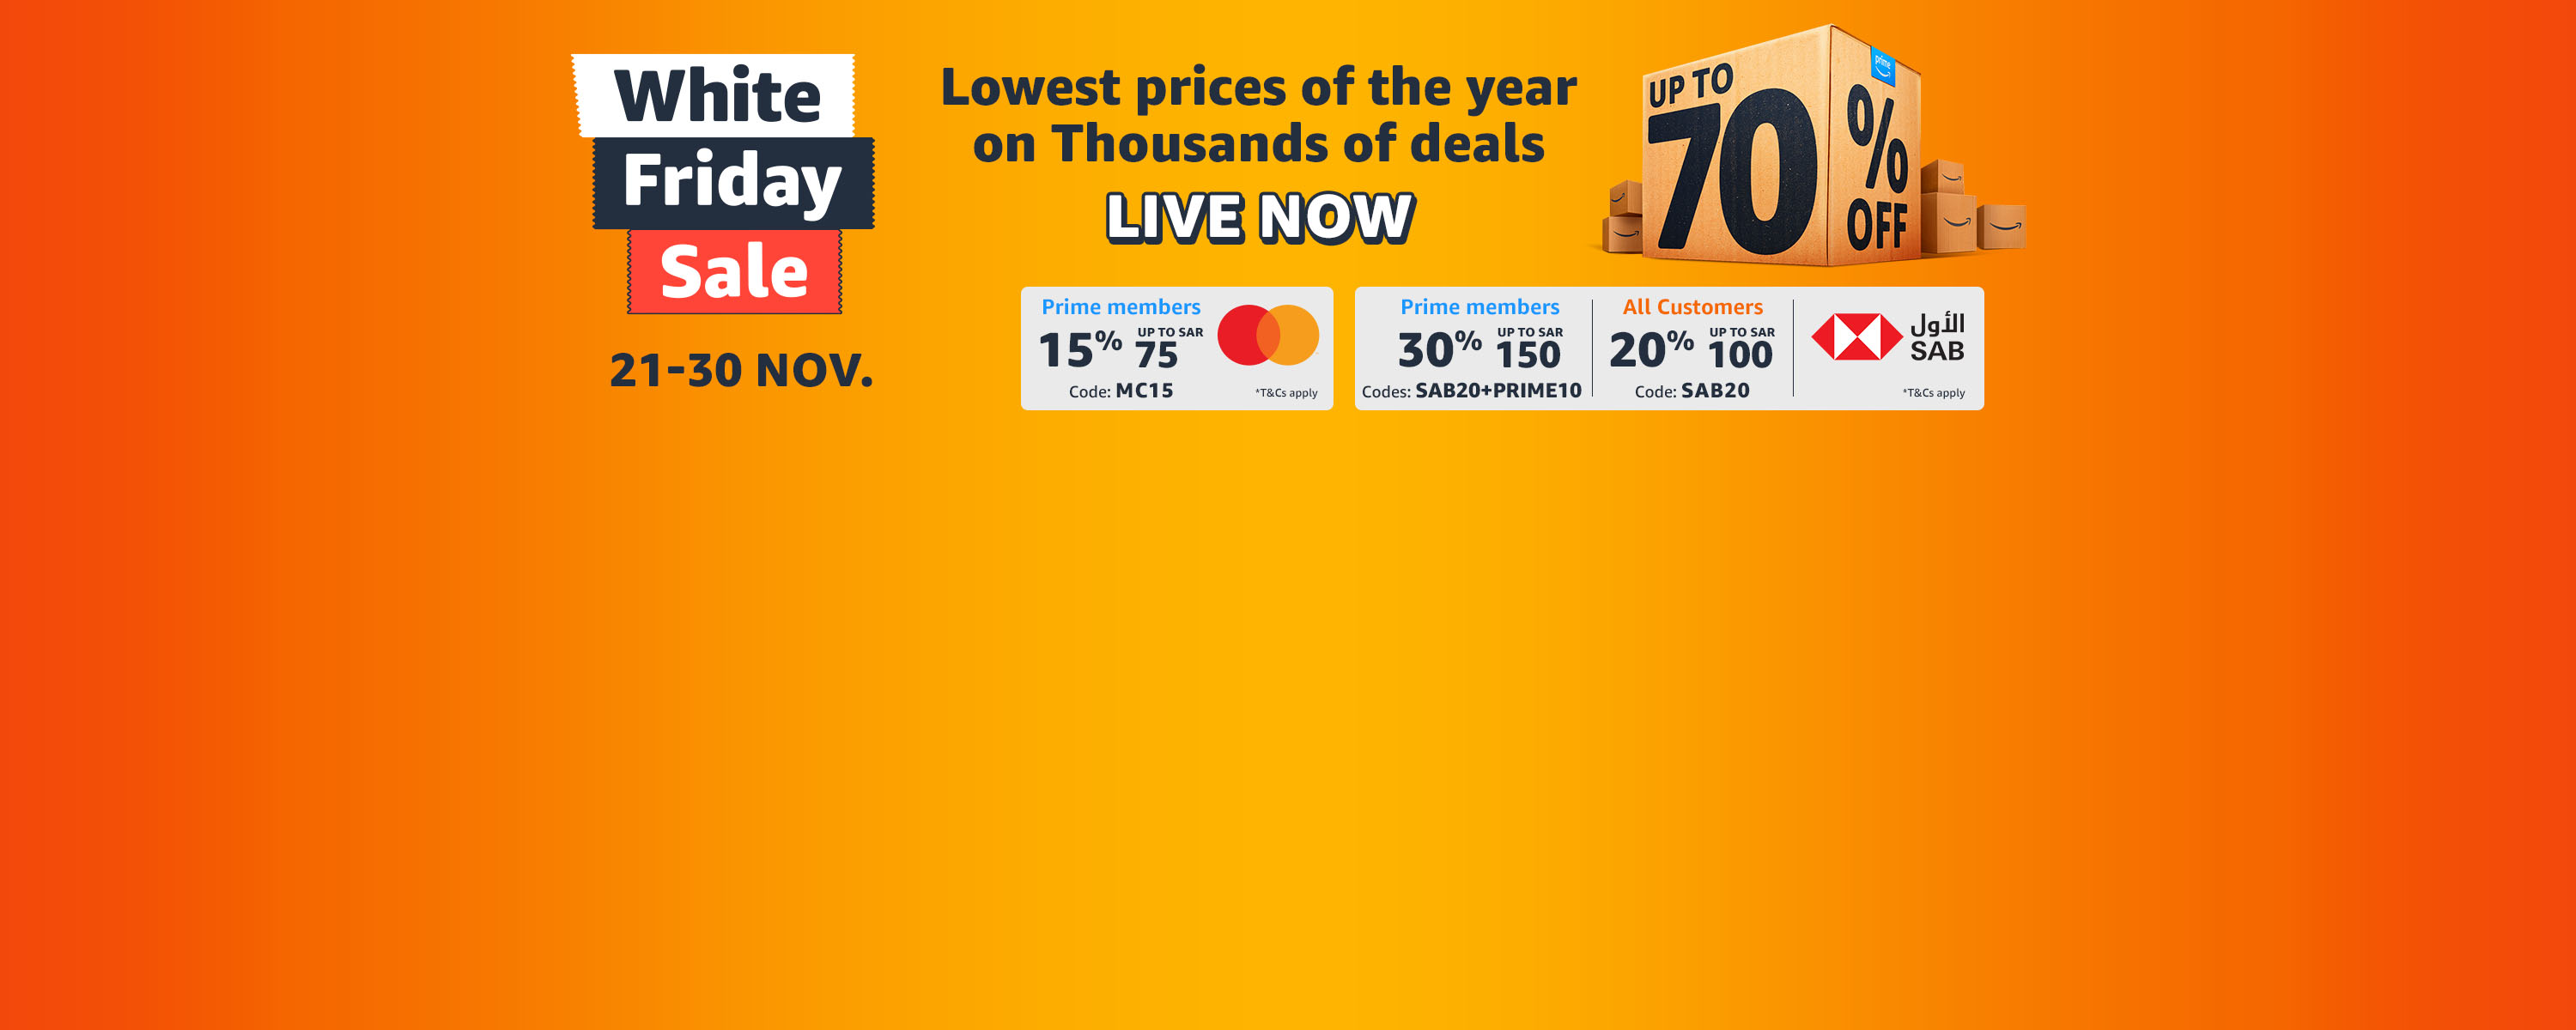 White
Friday
Sale
21-30 NOV.
Lowest prices of the year
on Thousands of deals
LIVE NOW
UP TO
70
%
OFF
prime
Prime members
15% UP TO SAR 75
Code: MC15
*T&Cs apply
Prime members
30% UP TO SAR 150
Codes: SAB20+PRIME10
All Customers
20% UP TO SAR 100
Code: SAB20
الأول
SAB
*T&Cs apply